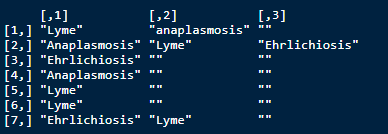 [,1] [,2] [,3]
[1,] "Lyme" "anaplasmosis" ""
[2,] "Anaplasmosis" "Lyme" "Ehrlichiosis"
[3,] "Ehrlichiosis" "" ""
[4,] "Anaplasmosis" "" ""
[5,] "Lyme" "" ""
[6,] "Lyme" "" ""
[7,] "Ehrlichiosis" "Lyme" ""